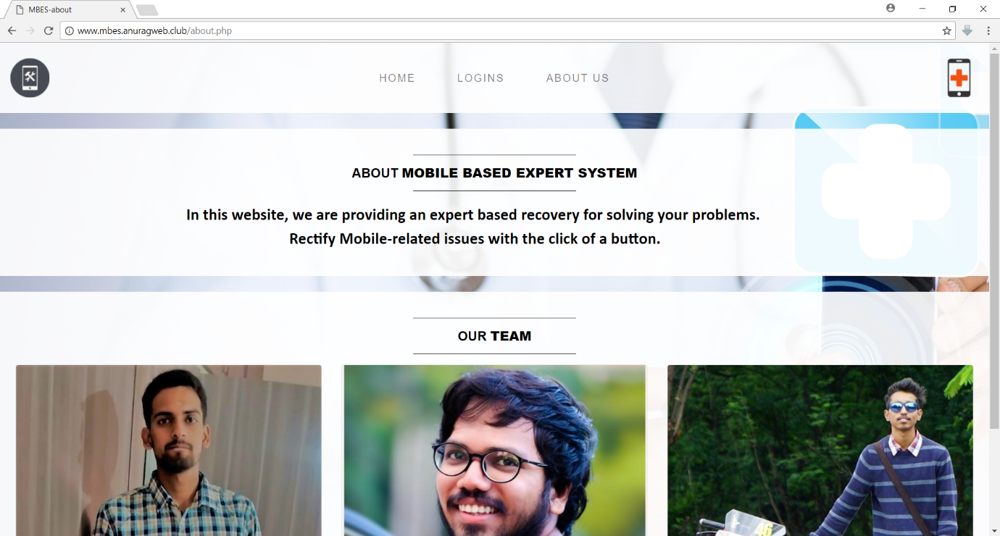 MBES-about
www.mbes.anuragweb.club/about.php
HOME LOGINS ABOUT US
ABOUT MOBILE BASED EXPERT SYSTEM
In this website, we are providing an expert based recovery for solving your problems.
Rectify Mobile-related issues with the click of a button.
OUR TEAM
4G